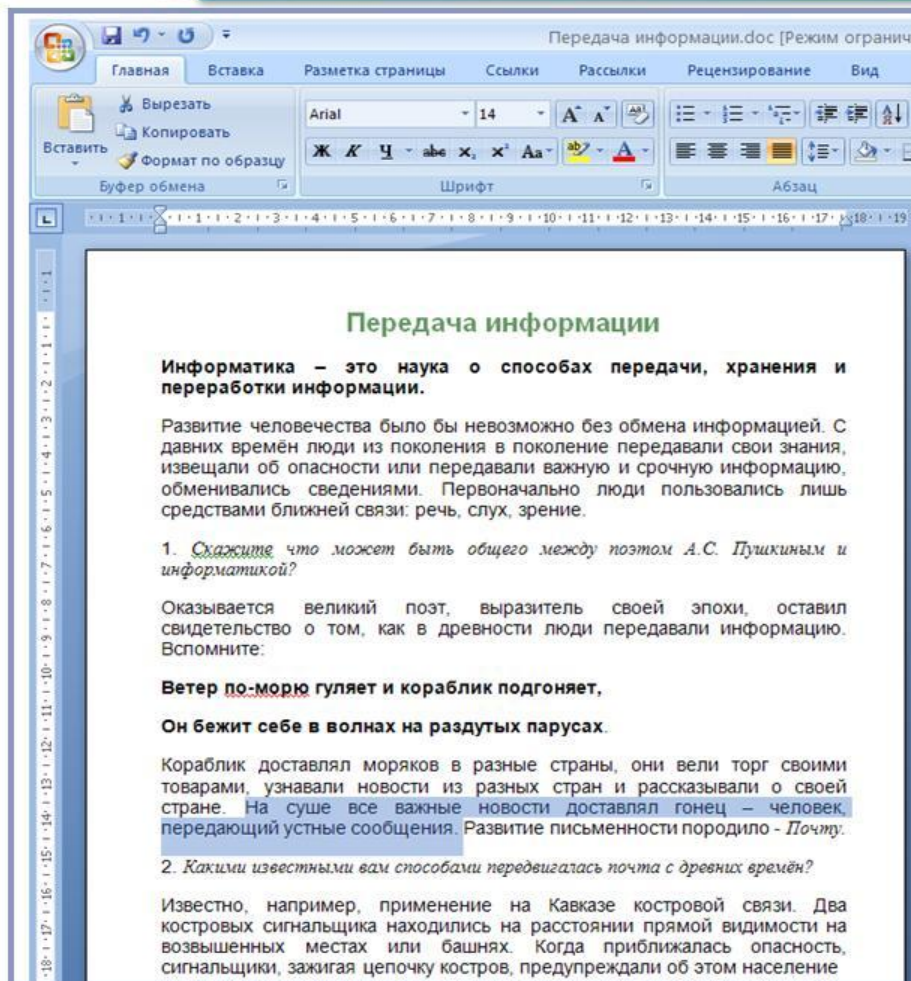 Передача информации.doc [Режим огранич
Главная Вставка Разметка страницы Ссылки Рассылки Рецензирование Вид
Вставить
Вырезать
Копировать
Формат по образцу
Буфер обмена
Arial 14
Ж К Ч abc x₂ x² Aa ab A
Шрифт
Абзац
Передача информации
Информатика – это наука о способах передачи, хранения и
переработки информации.
Развитие человечества было бы невозможно без обмена информацией. С
давних времён люди из поколения в поколение передавали свои знания,
извещали об опасности или передавали важную и срочную информацию,
обменивались сведениями. Первоначально люди пользовались лишь
средствами ближней связи: речь, слух, зрение.
1. Скажите что может быть общего между поэтом А.С. Пушкиным и
информатикой?
Оказывается великий поэт, выразитель своей эпохи, оставил
свидетельство о том, как в древности люди передавали информацию.
Вспомните:
Ветер по-морю гуляет и кораблик подгоняет,
Он бежит себе в волнах на раздутых парусах.
Кораблик доставлял моряков в разные страны, они вели торг своими
товарами, узнавали новости из разных стран и рассказывали о своей
стране. На суше все важные новости доставлял гонец – человек,
передающий устные сообщения. Развитие письменности породило - Почту.
2. Какими известными вам способами передвигалась почта с древних времён?
Известно, например, применение на Кавказе костровой связи. Два
костровых сигнальщика находились на расстоянии прямой видимости на
возвышенных местах или башнях. Когда приближалась опасность,
сигнальщики, зажигая цепочку костров, предупреждали об этом население